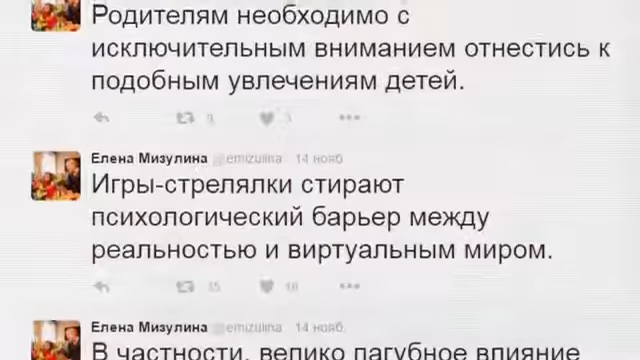 Родителям необходимо с
исключительным вниманием отнестись к
подобным увлечениям детей.
3
Елена Мизулина @emizulina 14 нояб.
Игры-стрелялки стирают
психологический барьер между
реальностью и виртуальным миром.
Елена Мизулина @emizulina 14 нояб.
В частности, велико пагубное влияние